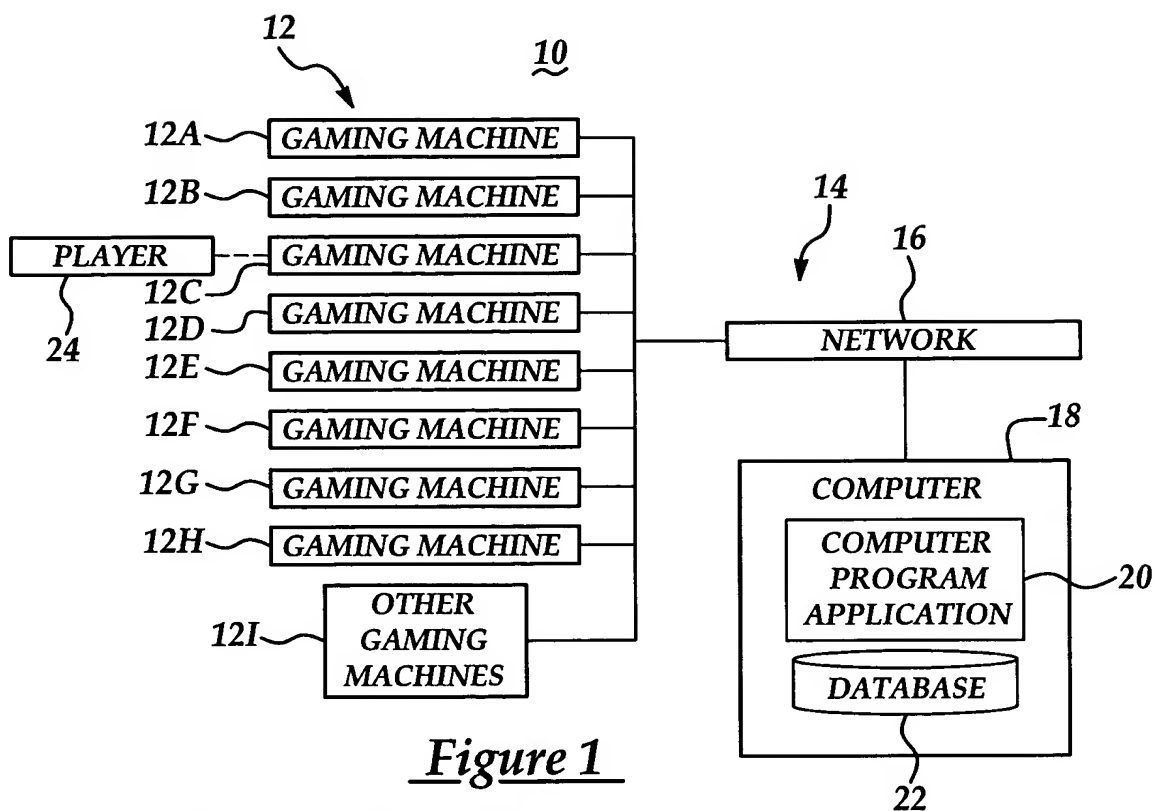 12
10
12A GAMING MACHINE
12B GAMING MACHINE
PLAYER GAMING MACHINE
24
12C
12D GAMING MACHINE
12E GAMING MACHINE
12F GAMING MACHINE
12G GAMING MACHINE
12H GAMING MACHINE
12I
OTHER
GAMING
MACHINES
14
16
NETWORK
18
COMPUTER
COMPUTER
PROGRAM
APPLICATION
20
DATABASE
22
Figure 1